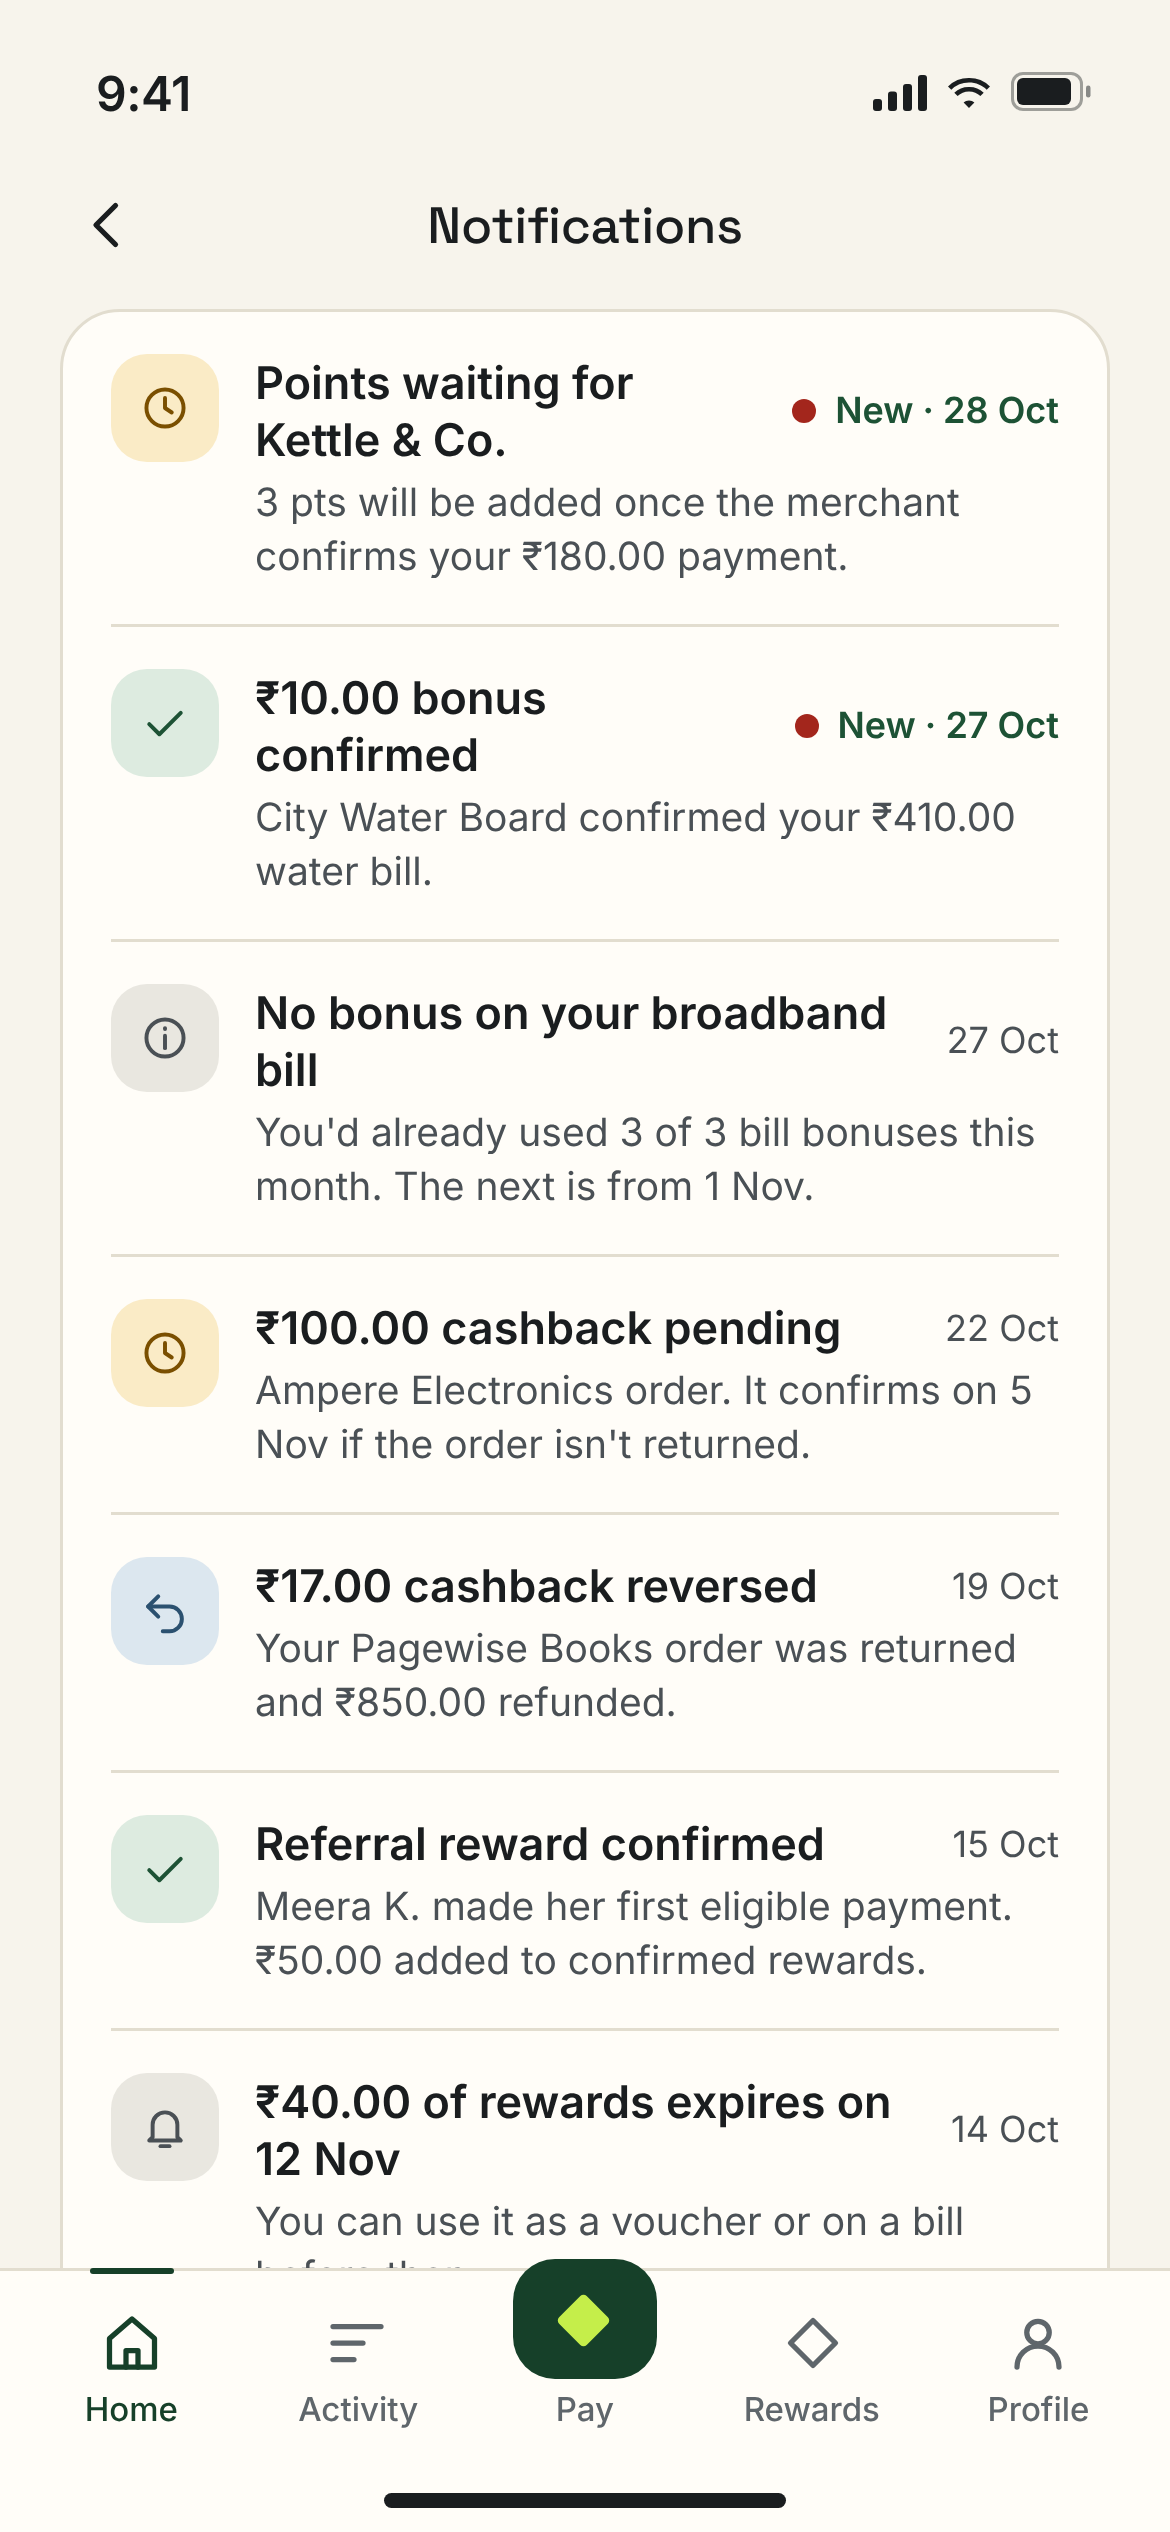 9:41
Notifications
Points waiting for
Kettle & Co.
New · 28 Oct
3 pts will be added once the merchant
confirms your ₹180.00 payment.
₹10.00 bonus
confirmed
New · 27 Oct
City Water Board confirmed your ₹410.00
water bill.
No bonus on your broadband
bill
27 Oct
You'd already used 3 of 3 bill bonuses this
month. The next is from 1 Nov.
₹100.00 cashback pending
22 Oct
Ampere Electronics order. It confirms on 5
Nov if the order isn't returned.
₹17.00 cashback reversed
19 Oct
Your Pagewise Books order was returned
and ₹850.00 refunded.
Referral reward confirmed
15 Oct
Meera K. made her first eligible payment.
₹50.00 added to confirmed rewards.
₹40.00 of rewards expires on
12 Nov
14 Oct
You can use it as a voucher or on a bill
Home
Activity
Pay
Rewards
Profile